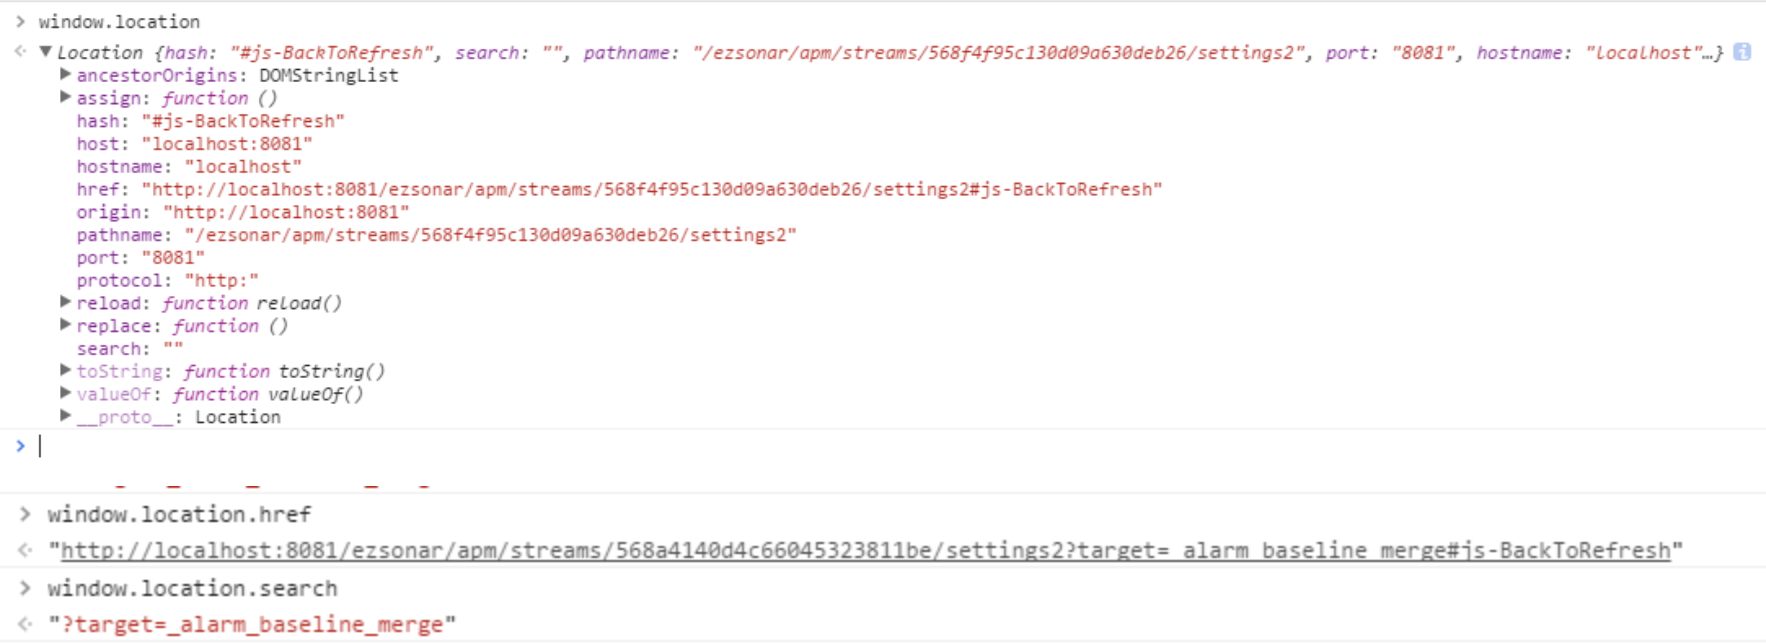 > window.location
Location {hash: "#js-BackToRefresh", search: "", pathname: "/ezsonar/apm/streams/568f4f95c130d09a630deb26/settings2", port: "8081", hostname: "localhost"…} i
ancestorOrigins: DOMStringList
assign: function ()
hash: "#js-BackToRefresh"
host: "localhost:8081"
hostname: "localhost"
href: "http://localhost:8081/ezsonar/apm/streams/568f4f95c130d09a630deb26/settings2#js-BackToRefresh"
origin: "http://localhost:8081"
pathname: "/ezsonar/apm/streams/568f4f95c130d09a630deb26/settings2"
port: "8081"
protocol: "http:"
reload: function reload()
replace: function ()
search: ""
toString: function toString()
valueOf: function valueOf()
__proto__: Location
>
> window.location.href
"http://localhost:8081/ezsonar/apm/streams/568a4140d4c66045323811be/settings2?target=_alarm_baseline_merge#js-BackToRefresh"
> window.location.search
"?target=_alarm_baseline_merge"